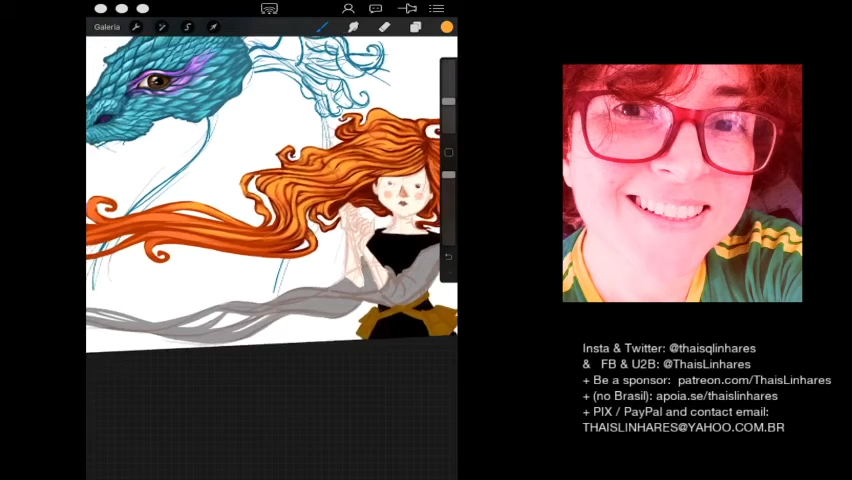 Galeria
Insta & Twitter: @thaisqlinhares
& FB & U2B: @ThaisLinhares
+ Be a sponsor: patreon.com/ThaisLinhares
+ (no Brasil): apoia.se/thaislinhares
+ PIX / PayPal and contact email:
THAISLINHARES@YAHOO.COM.BR